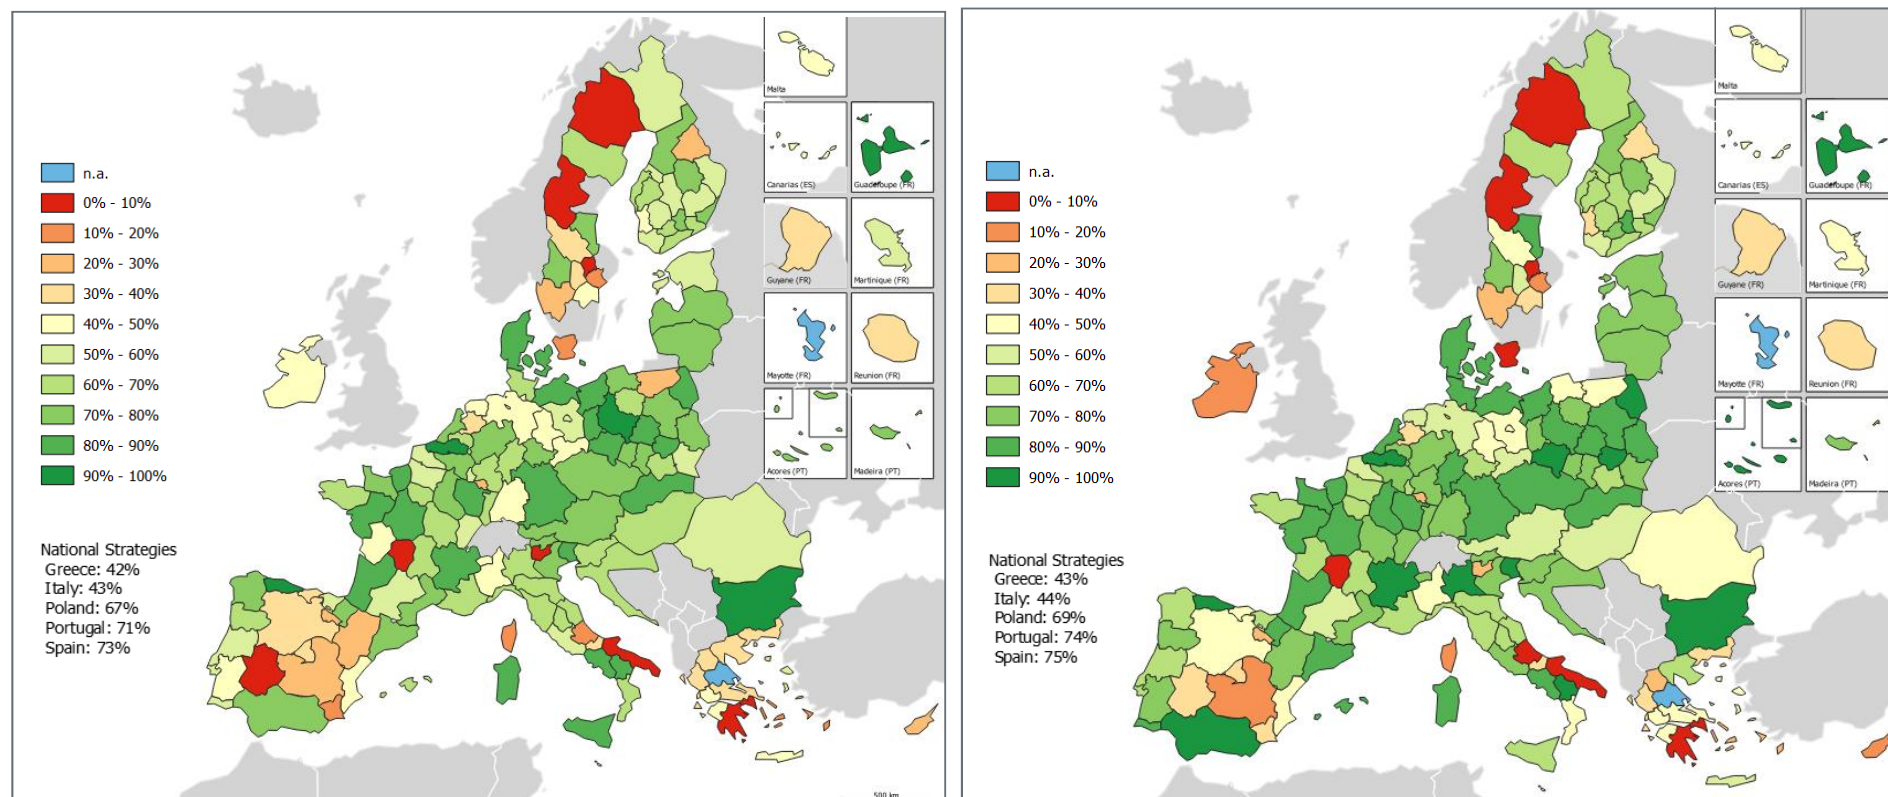 n.a.
0% - 10%
10% - 20%
20% - 30%
30% - 40%
40% - 50%
50% - 60%
60% - 70%
70% - 80%
80% - 90%
90% - 100%
National Strategies
Greece: 42%
Italy: 43%
Poland: 67%
Portugal: 71%
Spain: 73%
Malta
Canarias (ES)
Guadeloupe (FR)
Guyane (FR)
Martinique (FR)
Mayotte (FR)
Reunion (FR)
Acores (PT)
Madeira (PT)
500 km
n.a.
0% - 10%
10% - 20%
20% - 30%
30% - 40%
40% - 50%
50% - 60%
60% - 70%
70% - 80%
80% - 90%
90% - 100%
National Strategies
Greece: 43%
Italy: 44%
Poland: 69%
Portugal: 74%
Spain: 75%
Malta
Canarias (ES)
Guadeloupe (FR)
Guyane (FR)
Martinique (FR)
Mayotte (FR)
Reunion (FR)
Acores (PT)
Madeira (PT)